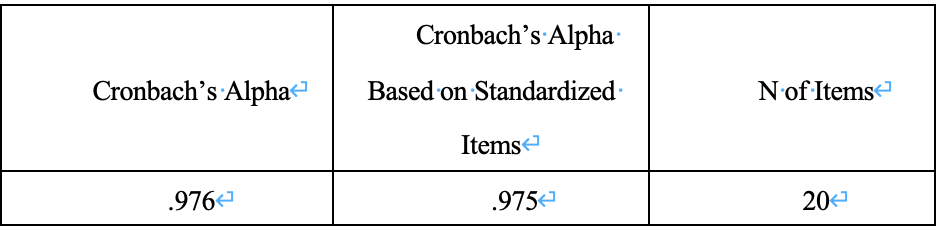 Cronbach’s Alpha
Cronbach’s Alpha
Based on Standardized
Items
N of Items
.976
.975
20